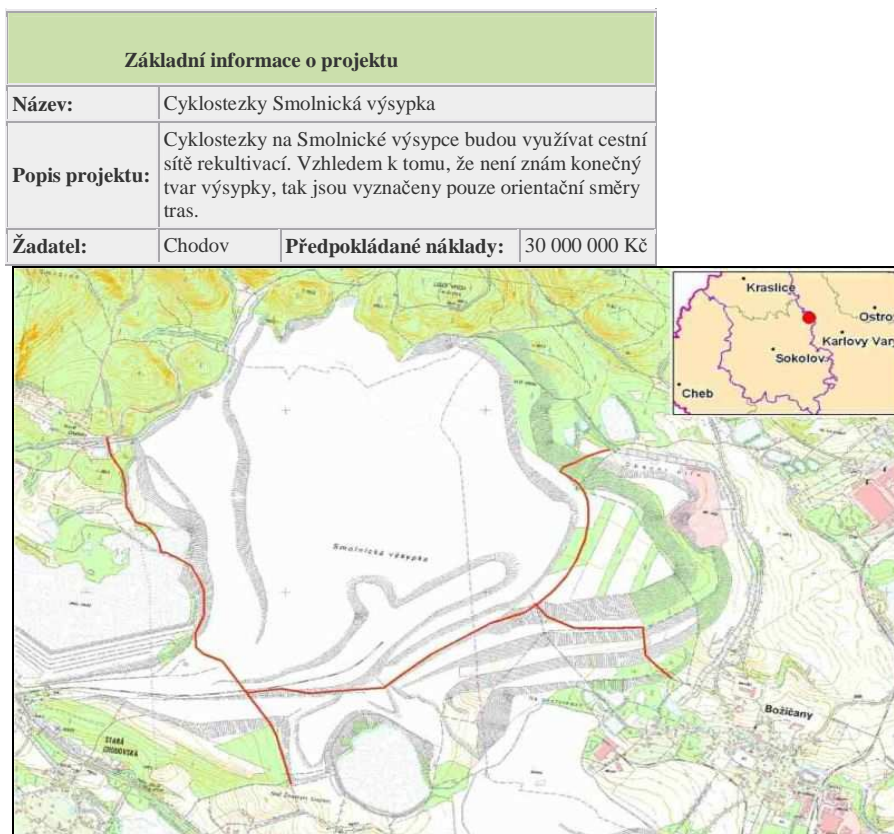 Základní informace o projektu
Název: Cyklostezky Smolnická výsypka
Popis projektu: Cyklostezky na Smolnické výsypce budou využívat cestní
sítě rekultivací. Vzhledem k tomu, že není znám konečný
tvar výsypky, tak jsou vyznačeny pouze orientační směry
tras.
Žadatel: Chodov Předpokládané náklady: 30 000 000 Kč
Kraslice
Ostrov
Karlovy Vary
Sokolov
Cheb
Smolnická výsypka
Božičany
STARÁ
CHODOVSKÁ